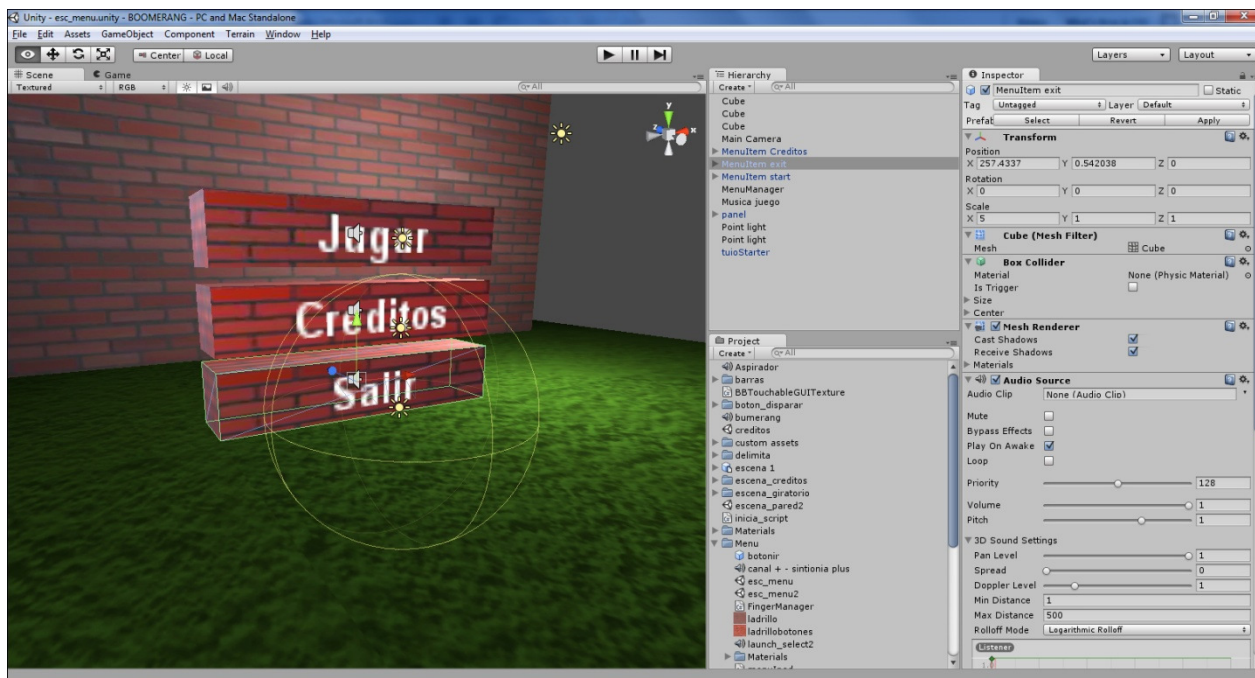 Unity - esc_menu.unity - BOOMERANG - PC and Mac Standalone
File Edit Assets GameObject Component Terrain Window Help
Center Local
Layers Layout
Scene Game
Textured RGB All
Jugar
Creditos
Salir
y
z x
Hierarchy
Create All
Cube
Cube
Cube
Main Camera
MenuItem Creditos
MenuItem exit
MenuItem start
MenuManager
Musica juego
panel
Point light
Point light
tuioStarter
Project
Create All
Aspirador
barras
BBTouchableGUITexture
boton_disparar
bumerang
creditos
custom assets
delimita
escena 1
escena_creditos
escena_giratorio
escena_pared2
inicia_script
Materials
Menu
botonir
canal + - sintionia plus
esc_menu
esc_menu2
FingerManager
ladrillo
ladrillobotones
launch_select2
Materials
Inspector
MenuItem exit Static
Tag Untagged Layer Default
Prefab Select Revert Apply
Transform
Position
X 257.4337 Y 0.542038 Z 0
Rotation
X 0 Y 0 Z 0
Scale
X 5 Y 1 Z 1
Cube (Mesh Filter)
Mesh Cube
Box Collider
Material None (Physic Material)
Is Trigger
Size
Center
Mesh Renderer
Cast Shadows
Receive Shadows
Materials
Audio Source
Audio Clip None (Audio Clip)
Mute
Bypass Effects
Play On Awake
Loop
Priority 128
Volume 1
Pitch 1
3D Sound Settings
Pan Level 1
Spread 0
Doppler Level 1
Min Distance 1
Max Distance 500
Rolloff Mode Logarithmic Rolloff
Listener